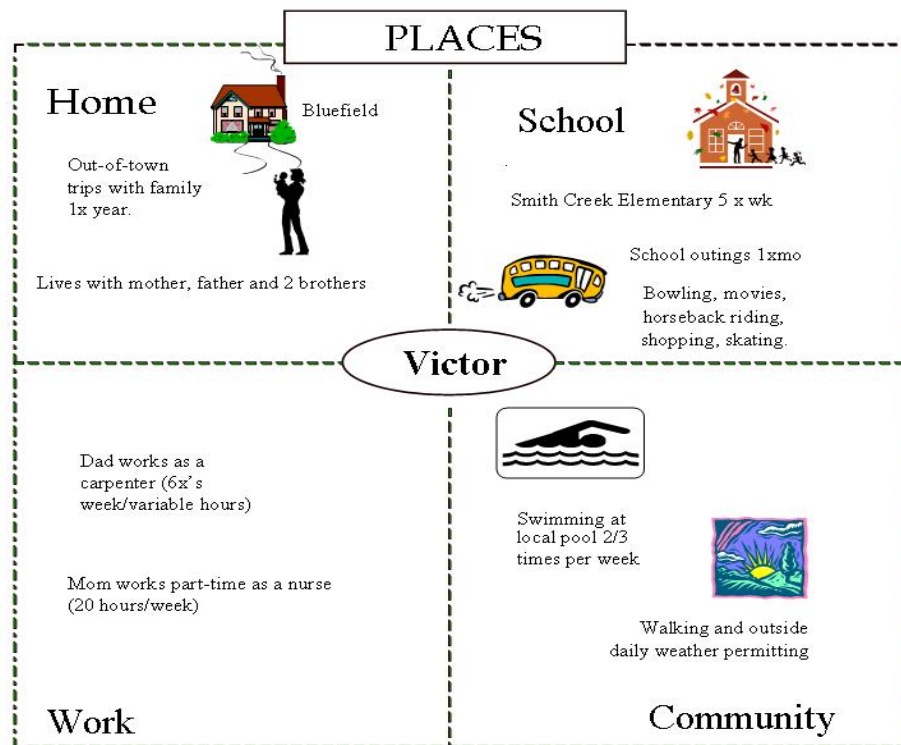 PLACES
Home
Bluefield
Out-of-town
trips with family
1x year.
Lives with mother, father and 2 brothers
School
Smith Creek Elementary 5 x wk
School outings 1xmo
Bowling, movies,
horseback riding,
shopping, skating.
Victor
Dad works as a
carpenter (6x's
week/variable hours)
Mom works part-time as a nurse
(20 hours/week)
Work
Swimming at
local pool 2/3
times per week
Walking and outside
daily weather permitting
Community